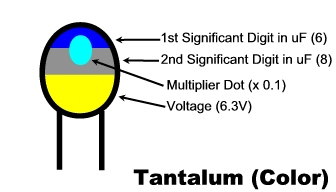 1st Significant Digit in uF (6)
2nd Significant Digit in uF (8)
Multiplier Dot (x 0.1)
Voltage (6.3V)
Tantalum (Color)